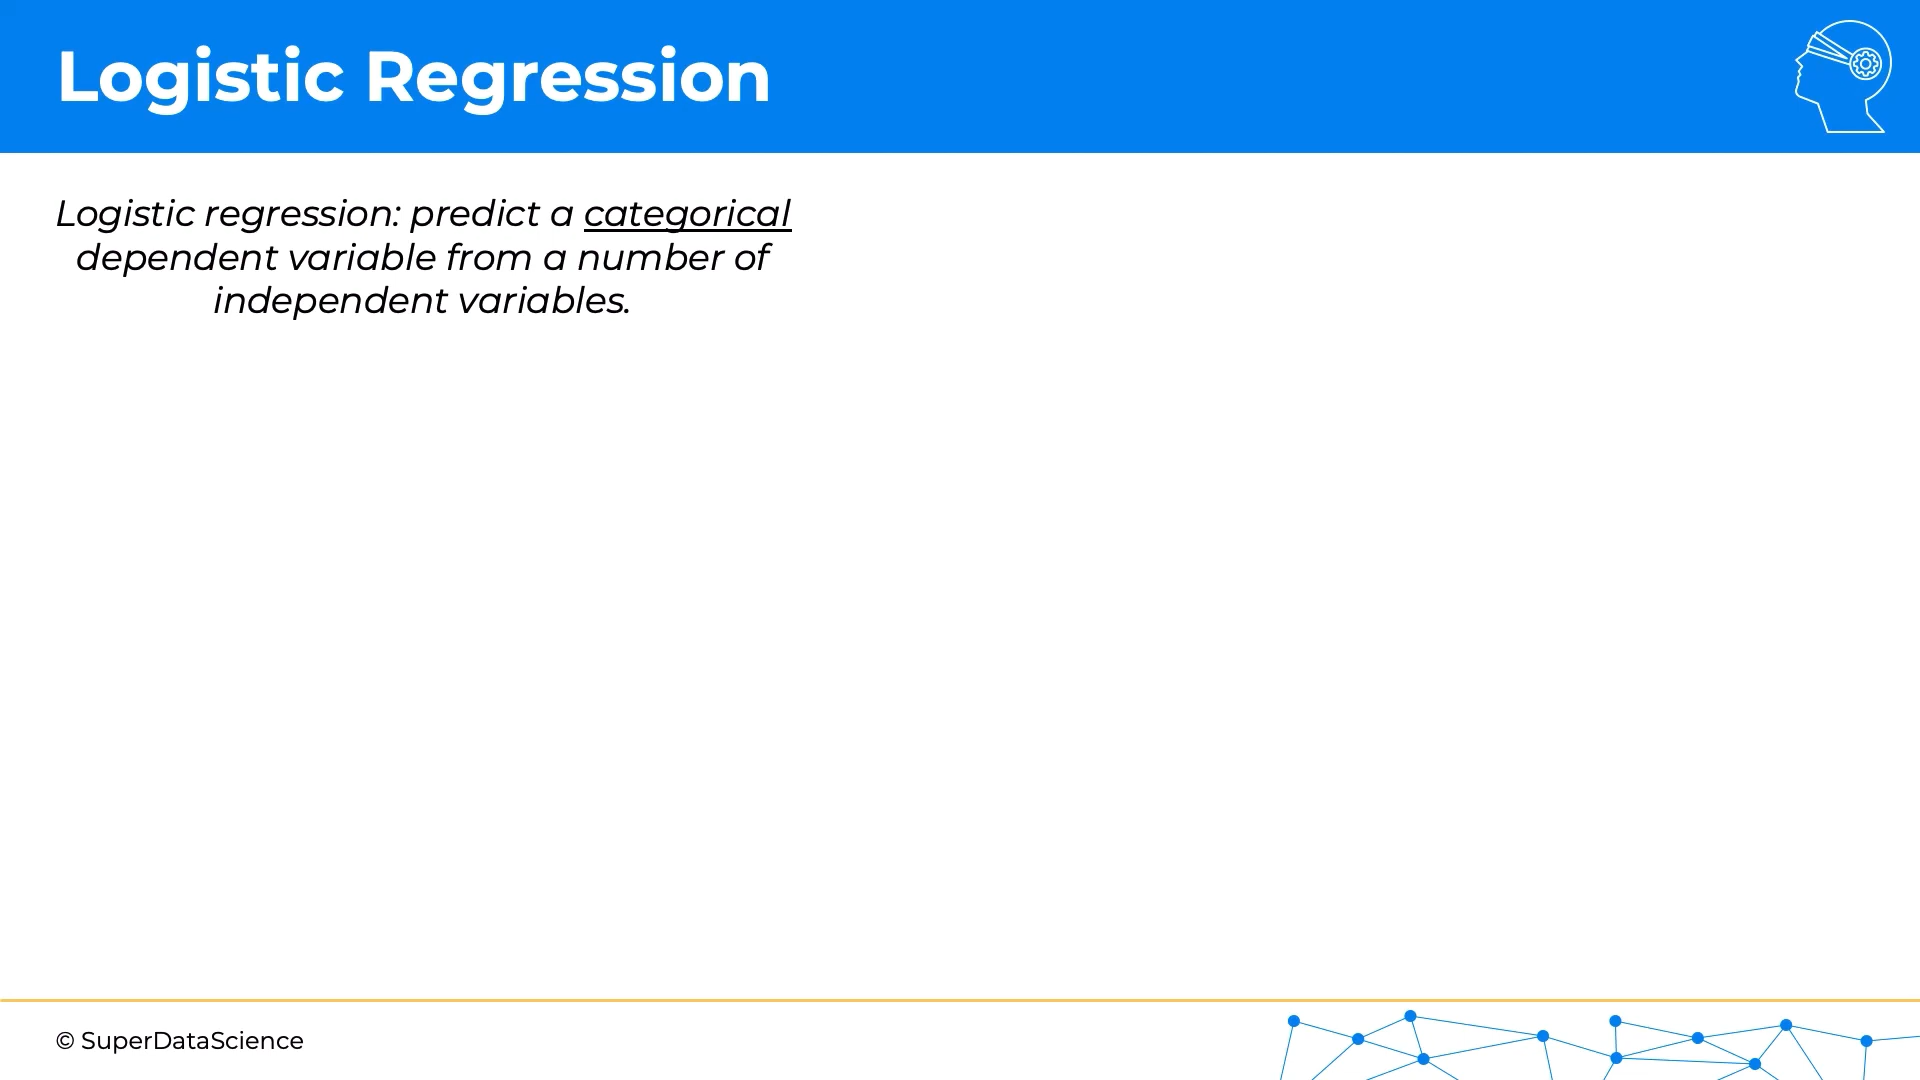 Logistic Regression
Logistic regression: predict a categorical
dependent variable from a number of
independent variables.
© SuperDataScience